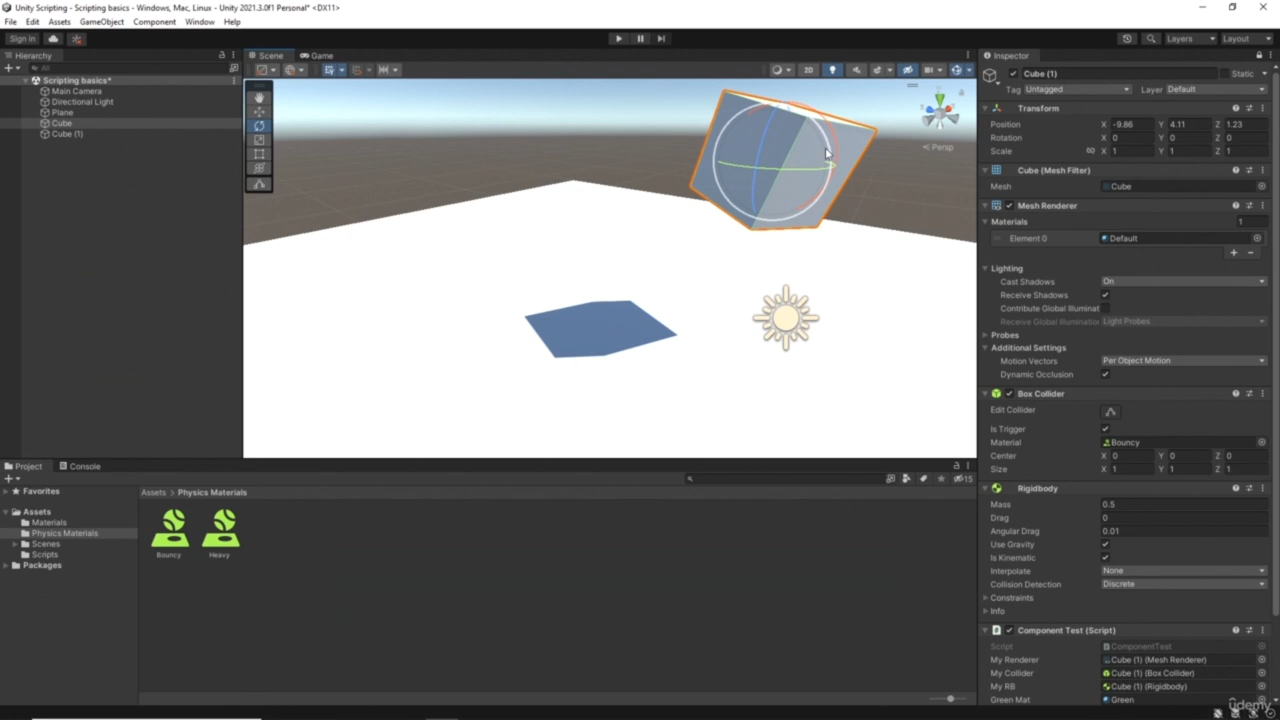 Unity Scripting - Scripting basics - Windows, Mac, Linux - Unity 2021.3.0f1 Personal* <DX11>
File Edit Assets GameObject Component Window Help
Sign in
Layers
Layout
Hierarchy
All
Scripting basics*
Main Camera
Directional Light
Plane
Cube
Cube (1)
Scene
Game
2D
Persp
Inspector
Cube (1)
Static
Tag Untagged
Layer Default
Transform
Position X -9.86 Y 4.11 Z 1.23
Rotation X 0 Y 0 Z 0
Scale X 1 Y 1 Z 1
Cube (Mesh Filter)
Mesh Cube
Mesh Renderer
Materials 1
Element 0 Default
Lighting
Cast Shadows On
Receive Shadows
Contribute Global Illuminat
Receive Global Illumination Light Probes
Probes
Additional Settings
Motion Vectors Per Object Motion
Dynamic Occlusion
Box Collider
Edit Collider
Is Trigger
Material Bouncy
Center X 0 Y 0 Z 0
Size X 1 Y 1 Z 1
Rigidbody
Mass 0.5
Drag 0
Angular Drag 0.01
Use Gravity
Is Kinematic
Interpolate None
Collision Detection Discrete
Constraints
Info
Component Test (Script)
Script ComponentTest
My Renderer Cube (1) (Mesh Renderer)
My Collider Cube (1) (Box Collider)
My RB Cube (1) (Rigidbody)
Green Mat Green
Project
Console
15
Favorites
Assets
Materials
Physics Materials
Scenes
Scripts
Packages
Assets > Physics Materials
Bouncy
Heavy
udemy